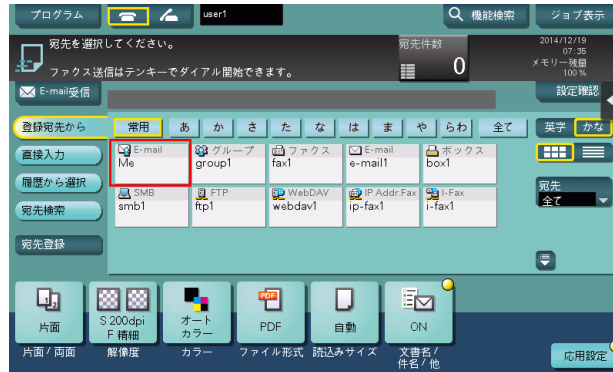 プログラム
user1
機能検索
ジョブ表示
宛先を選択してください。
ファクス送信はテンキーでダイアル開始できます。
宛先件数
0
2014/12/19
07:35
メモリー残量
100 %
E-mail受信
設定確認
登録宛先から
常用
あ
か
さ
た
な
は
ま
や
らわ
全て
英字
かな
直接入力
履歴から選択
宛先検索
宛先登録
E-mail
Me
グループ
group1
ファクス
fax1
E-mail
e-mail1
ボックス
box1
SMB
smb1
FTP
ftp1
WebDAV
webdav1
IP Addr.Fax
ip-fax1
I-Fax
i-fax1
宛先
全て
片面
片面 / 両面
S 200dpi
F 精細
解像度
オート
カラー
カラー
PDF
PDF
ファイル形式
自動
読込みサイズ
ON
文書名/
件名 / 他
応用設定